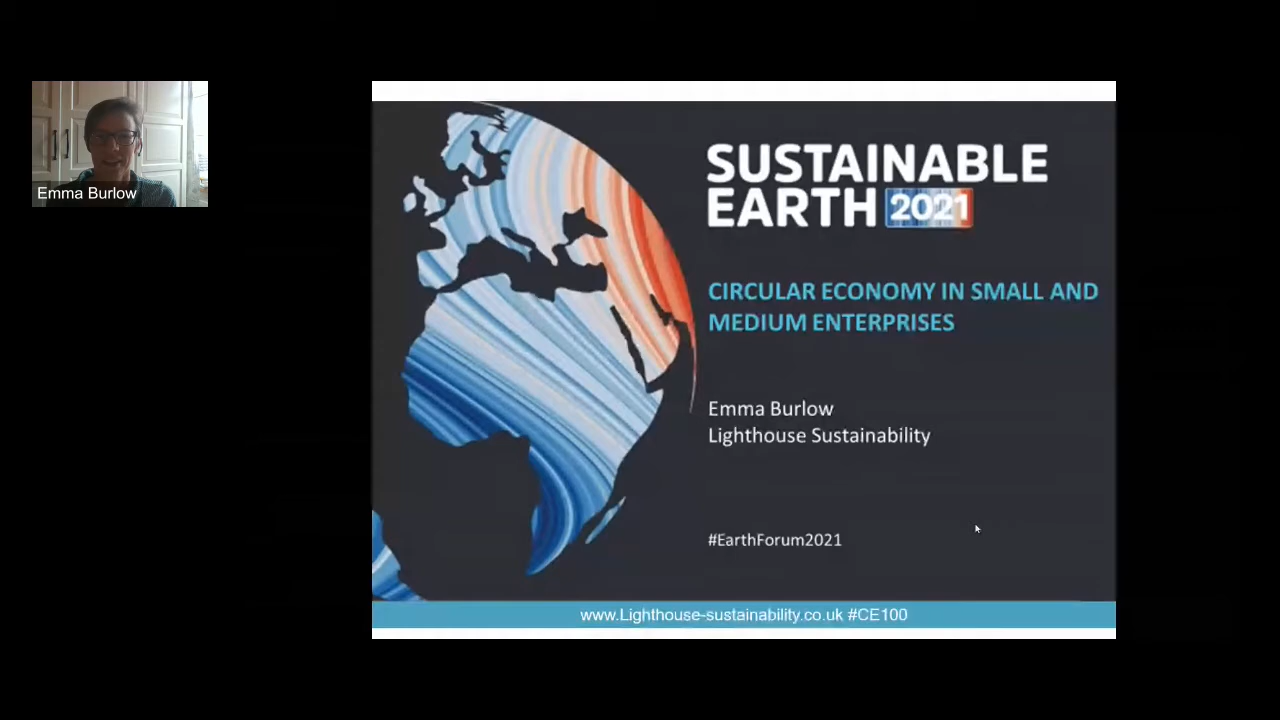 Emma Burlow
SUSTAINABLE
EARTH 2021
CIRCULAR ECONOMY IN SMALL AND
MEDIUM ENTERPRISES
Emma Burlow
Lighthouse Sustainability
#EarthForum2021
www.Lighthouse-sustainability.co.uk #CE100